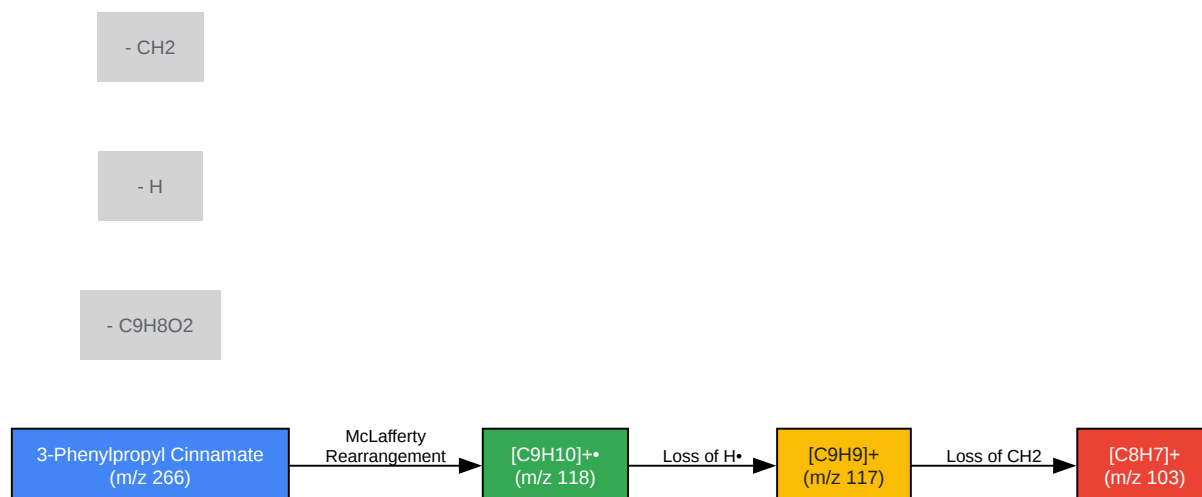 - CH2
- H
- C9H8O2
3-Phenylpropyl Cinnamate
(m/z 266)
McLafferty
Rearrangement
[C9H10]+•
(m/z 118)
Loss of H•
[C9H9]+
(m/z 117)
Loss of CH2
[C8H7]+
(m/z 103)